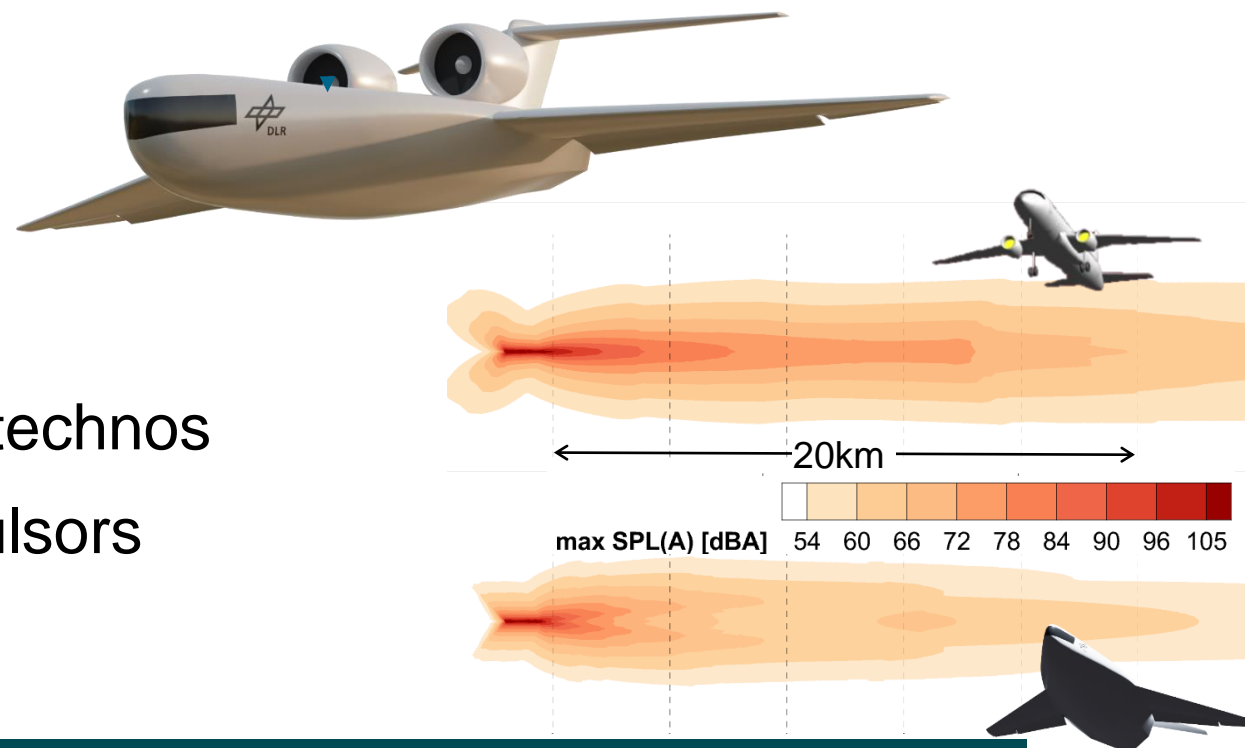 DLR
technos
ulsors
20km
max SPL(A) [dBA] 54 60 66 72 78 84 90 96 105